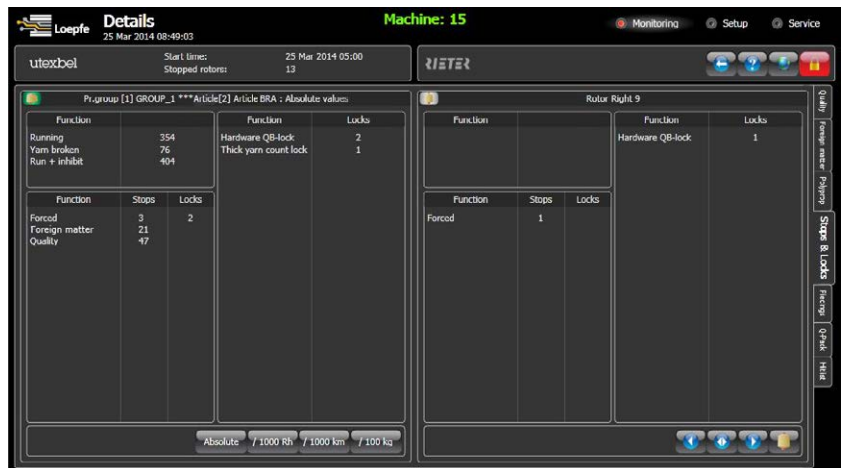 Loepfe
Details
25 Mar 2014 08:49:03
Machine: 15
Monitoring
Setup
Service
utexbel
Start time: 25 Mar 2014 05:00
Stopped rotors: 13
RIETER
Pr.group [1] GROUP_1 ***Article[2] Article BRA : Absolute values
Function
Running 354
Yarn broken 76
Run + inhibit 404
Function Locks
Hardware QB-lock 2
Thick yarn count lock 1
Function Stops Locks
Forced 3 2
Foreign matter 21
Quality 47
Absolute / 1000 Rh / 1000 km / 100 kg
Rotor Right 9
Function
Function Locks
Hardware QB-lock 1
Function Stops Locks
Forced 1
Quality
Foreign matter
Polyprop
Stops & Locks
Piecings
Q-Pack
Hitlist